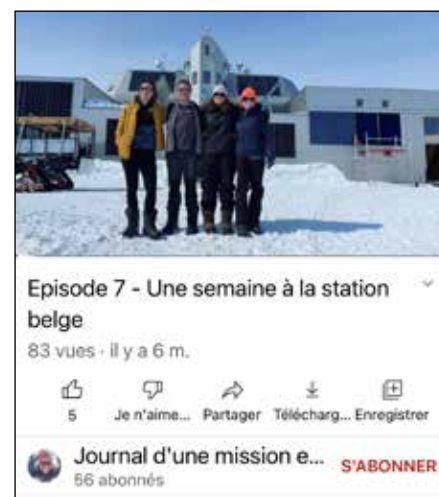 Episode 7 - Une semaine à la station
belge
83 vues · il y a 6 m.
5 Je n'aime... Partager Télécharg... Enregistrer
Journal d'une mission e... S'ABONNER
56 abonnés